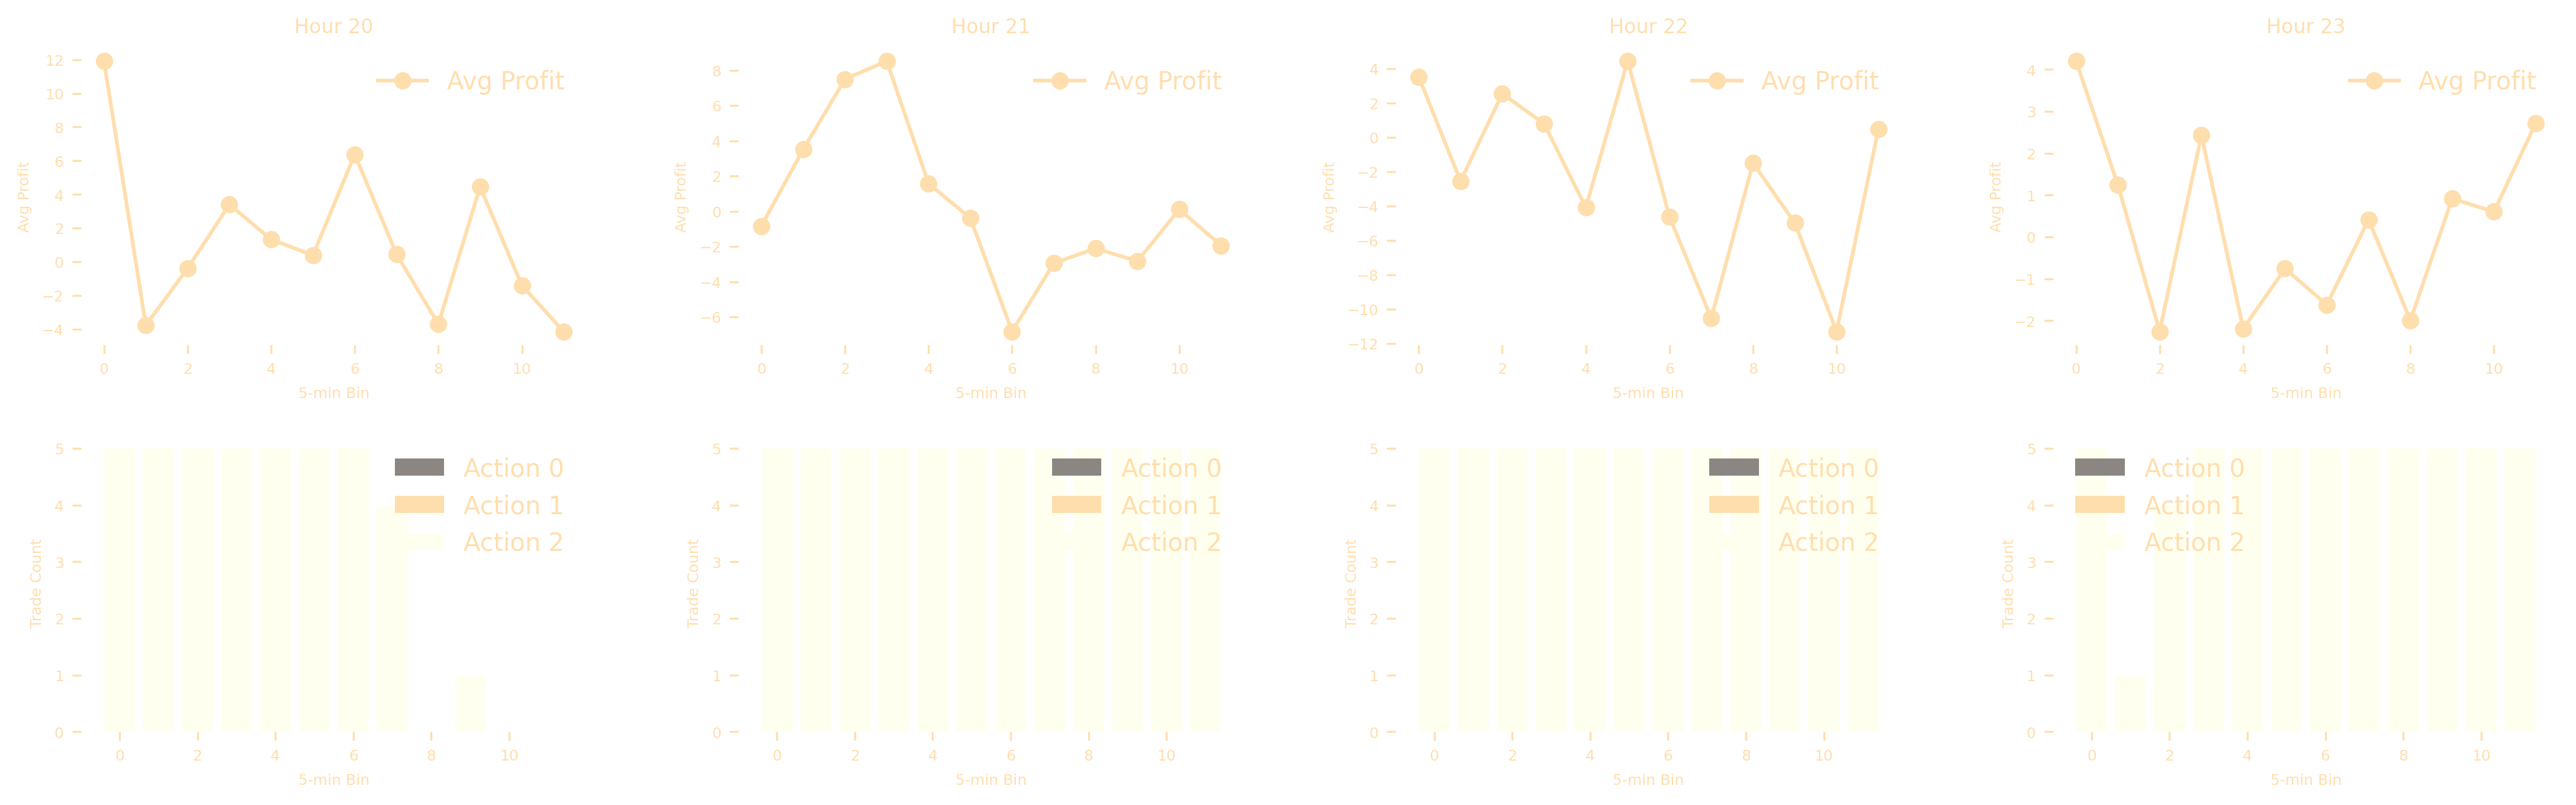 Hour 20
Avg Profit
12
10
8
6
4
2
0
−2
−4
Avg Profit
0 2 4 6 8 10
5-min Bin
Hour 21
Avg Profit
8
6
4
2
0
−2
−4
−6
Avg Profit
0 2 4 6 8 10
5-min Bin
Hour 22
Avg Profit
4
2
0
−2
−4
−6
−8
−10
−12
Avg Profit
0 2 4 6 8 10
5-min Bin
Hour 23
Avg Profit
4
3
2
1
0
−1
−2
Avg Profit
0 2 4 6 8 10
5-min Bin
5
4
3
2
1
0
Trade Count
Action 0
Action 1
Action 2
0 2 4 6 8 10
5-min Bin
5
4
3
2
1
0
Trade Count
Action 0
Action 1
Action 2
0 2 4 6 8 10
5-min Bin
5
4
3
2
1
0
Trade Count
Action 0
Action 1
Action 2
0 2 4 6 8 10
5-min Bin
5
4
3
2
1
0
Trade Count
Action 0
Action 1
Action 2
0 2 4 6 8 10
5-min Bin